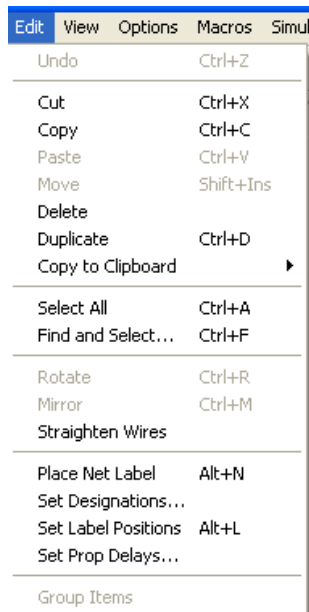 Edit View Options Macros Simul
Undo Ctrl+Z
Cut Ctrl+X
Copy Ctrl+C
Paste Ctrl+V
Move Shift+Ins
Delete
Duplicate Ctrl+D
Copy to Clipboard
Select All Ctrl+A
Find and Select... Ctrl+F
Rotate Ctrl+R
Mirror Ctrl+M
Straighten Wires
Place Net Label Alt+N
Set Designations...
Set Label Positions Alt+L
Set Prop Delays...
Group Items